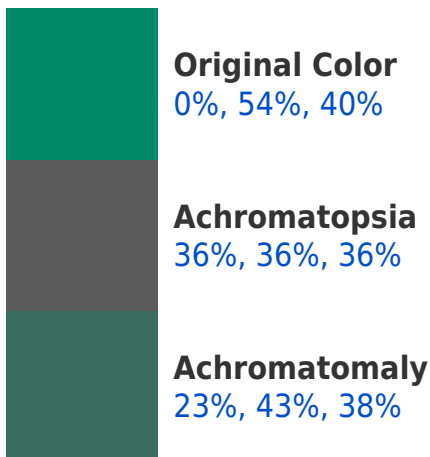 Original Color
0%, 54%, 40%
Achromatopsia
36%, 36%, 36%
Achromatomaly
23%, 43%, 38%